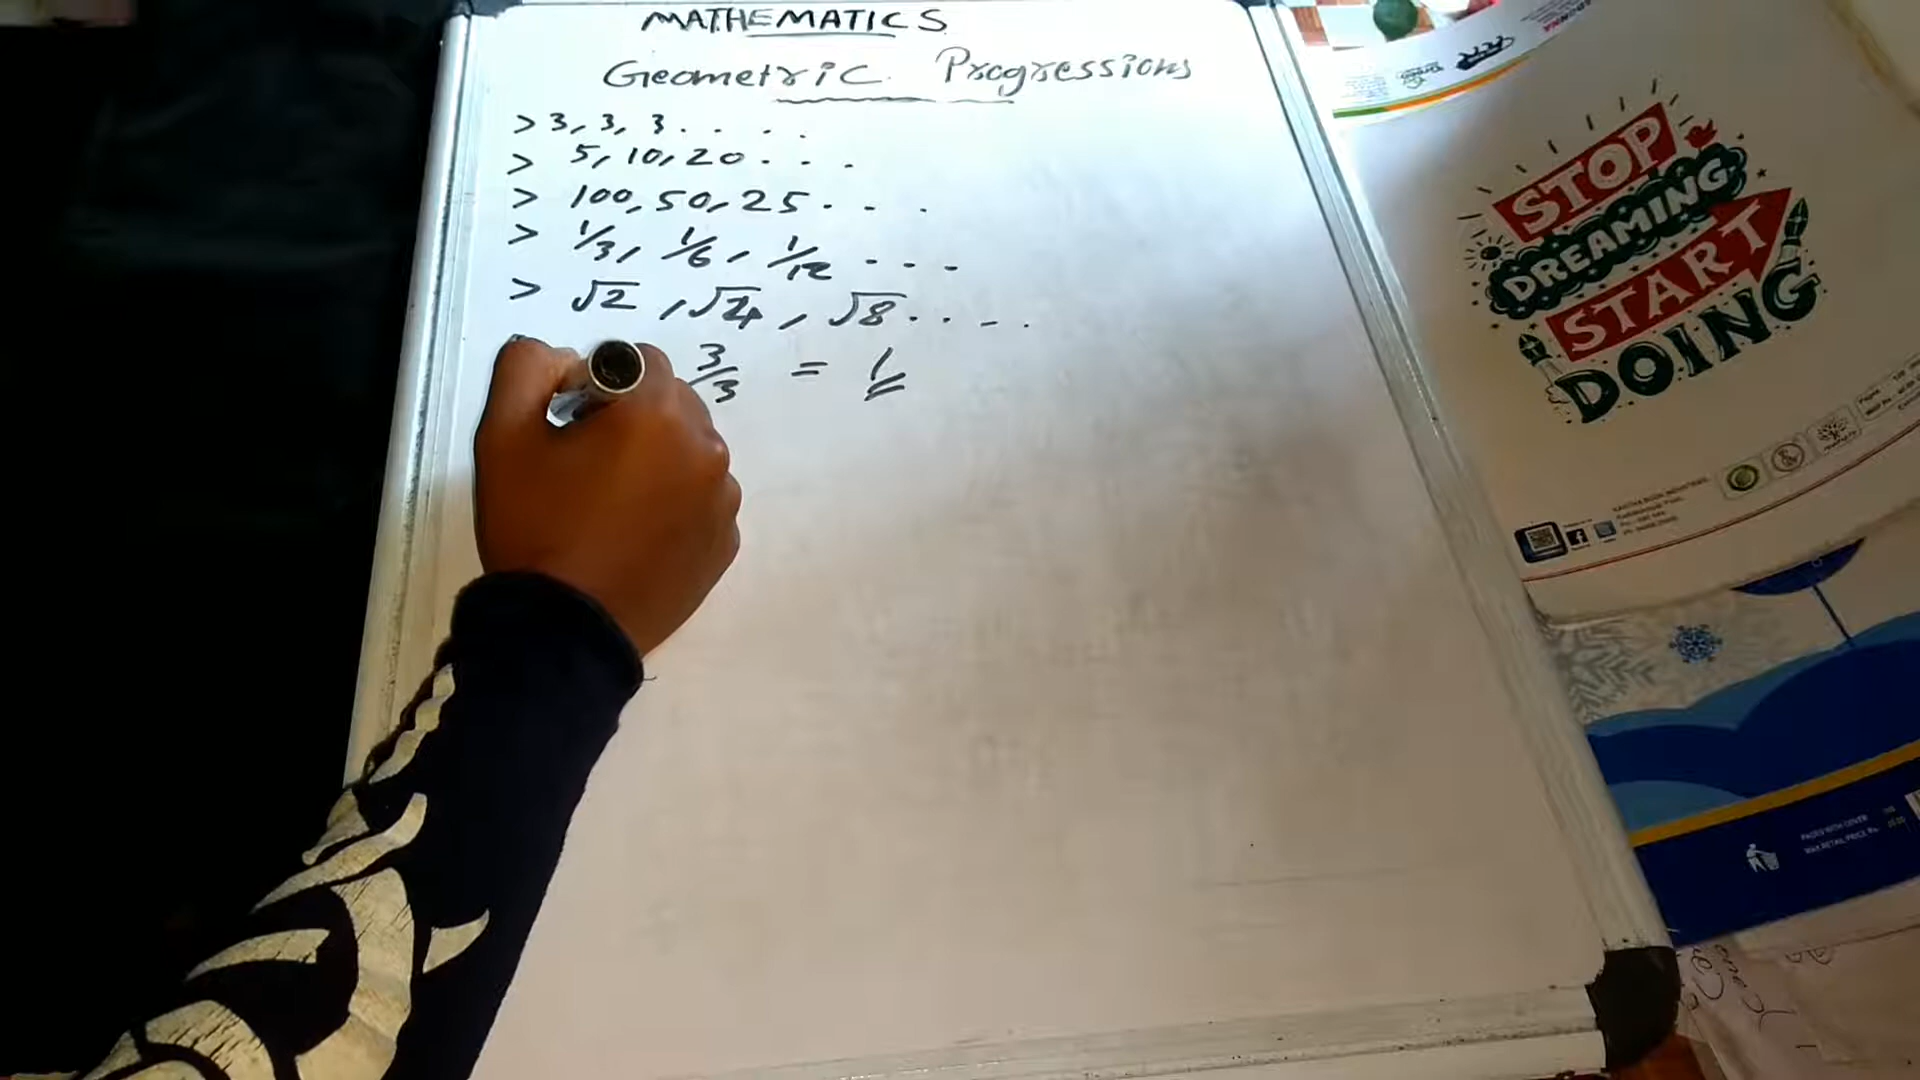 MATHEMATICS
Geometric Progressions
> 3, 3, 3 . . . .
> 5, 10, 20 . . .
> 100, 50, 25 . . .
> 1/3, 1/6, 1/12 . . .
> √2, √4, √8 . . . .
3/3 = 1
STOP
DREAMING
START
DOING